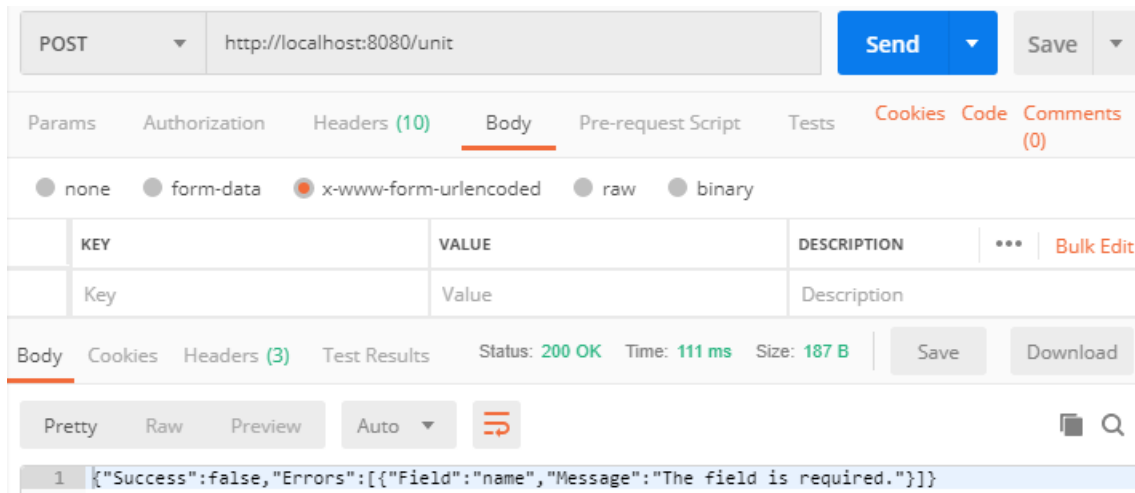 POST http://localhost:8080/unit Send Save
Params Authorization Headers (10) Body Pre-request Script Tests Cookies Code Comments (0)
none form-data x-www-form-urlencoded raw binary
KEY VALUE DESCRIPTION ••• Bulk Edit
Key Value Description
Body Cookies Headers (3) Test Results Status: 200 OK Time: 111 ms Size: 187 B Save Download
Pretty Raw Preview Auto
1 {"Success":false,"Errors":[{"Field":"name","Message":"The field is required."}]}